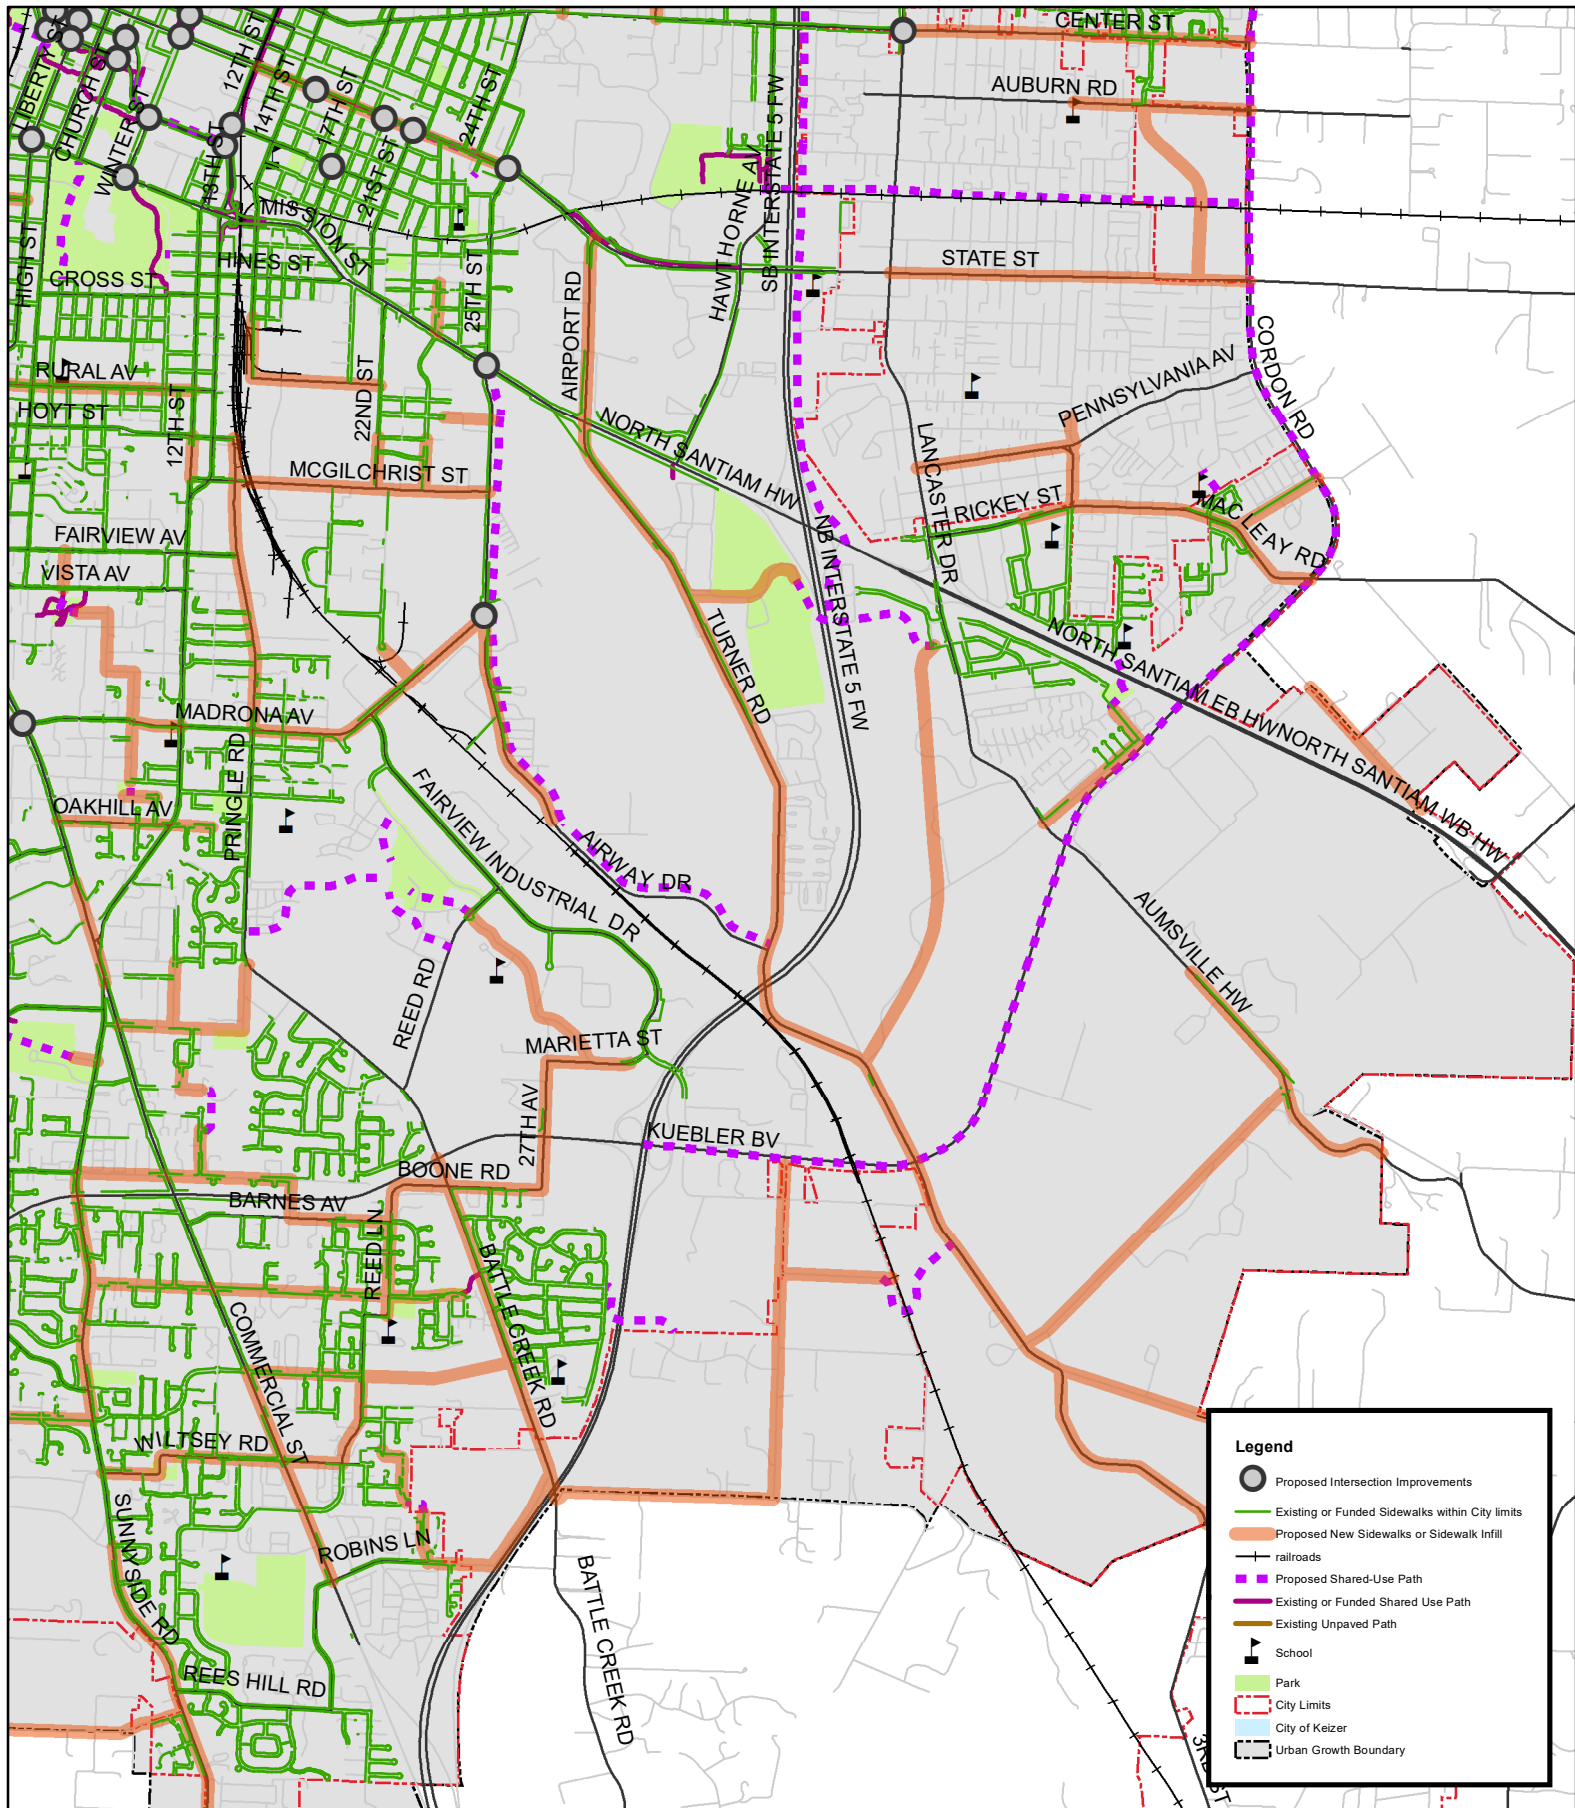 CENTER ST
12TH ST
LIBERTY ST
CHURCH ST
14TH ST
17TH ST
24TH ST
AUBURN RD
WINTER ST
13TH ST
21ST ST
HAWTHORNE AV
SB INTERSTATE 5 FW
MISSION ST
HIGH ST
HINES ST
CROSS ST
25TH ST
AIRPORT RD
STATE ST
CORDON RD
RURAL AV
HOYT ST
12TH ST
22ND ST
PENNSYLVANIA AV
NORTH SANTIAM HW
LANCASTER DR
MCGILCHRIST ST
RICKEY ST
MACLEAY RD
FAIRVIEW AV
VISTA AV
NB INTERSTATE 5 FW
TURNER RD
NORTH SANTIAM EB HW
NORTH SANTIAM WB HW
MADRONA AV
PRINGLE RD
OAKHILL AV
FAIRVIEW INDUSTRIAL DR
AIRWAY DR
AUMSVILLE HW
REED RD
MARIETTA ST
27TH AV
KUEBLER BV
BOONE RD
BARNES AV
REED LN
BATTLE CREEK RD
COMMERCIAL ST
WILTSEY RD
SUNNYSIDE RD
ROBINS LN
BATTLE CREEK RD
REES HILL RD
3RD ST
Legend
Proposed Intersection Improvements
Existing or Funded Sidewalks within City limits
Proposed New Sidewalks or Sidewalk Infill
railroads
Proposed Shared-Use Path
Existing or Funded Shared Use Path
Existing Unpaved Path
School
Park
City Limits
City of Keizer
Urban Growth Boundary